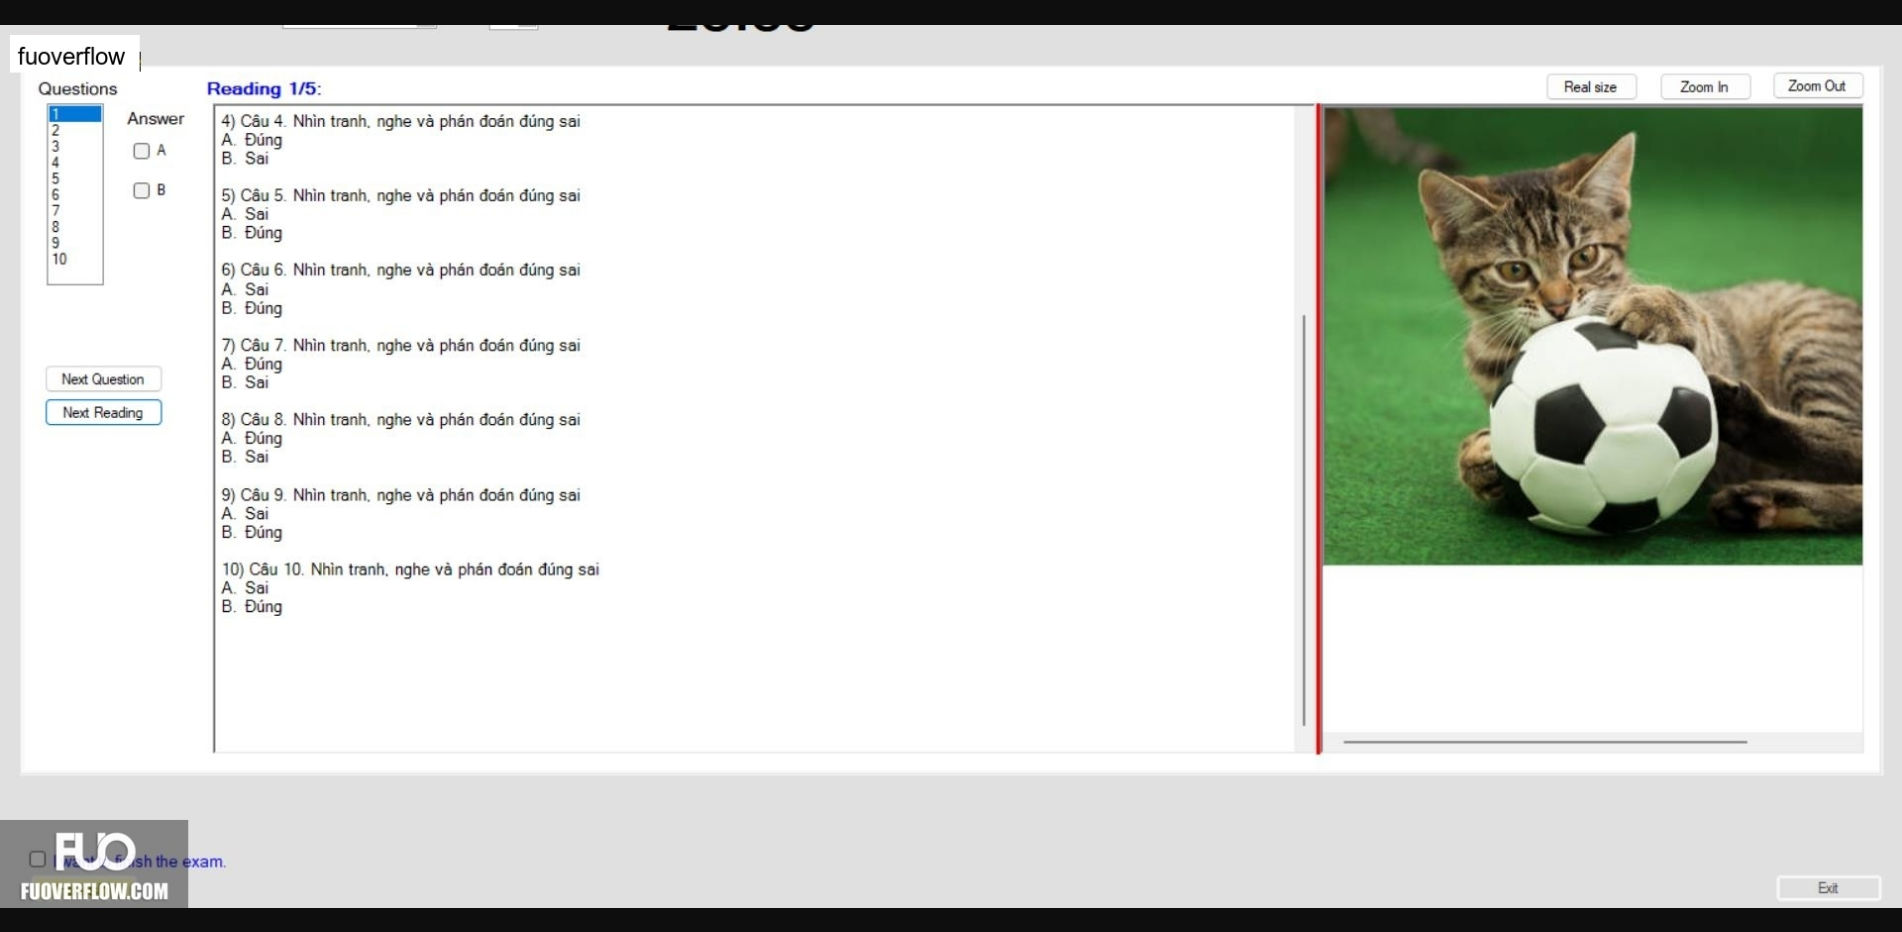 fuoverflow
Questions
Reading 1/5:
Real size
Zoom In
Zoom Out
1
2
3
4
5
6
7
8
9
10
Answer
A
B
Next Question
Next Reading
4) Câu 4. Nhìn tranh, nghe và phán đoán đúng sai
A. Đúng
B. Sai
5) Câu 5. Nhìn tranh, nghe và phán đoán đúng sai
A. Sai
B. Đúng
6) Câu 6. Nhìn tranh, nghe và phán đoán đúng sai
A. Sai
B. Đúng
7) Câu 7. Nhìn tranh, nghe và phán đoán đúng sai
A. Đúng
B. Sai
8) Câu 8. Nhìn tranh, nghe và phán đoán đúng sai
A. Đúng
B. Sai
9) Câu 9. Nhìn tranh, nghe và phán đoán đúng sai
A. Sai
B. Đúng
10) Câu 10. Nhìn tranh, nghe và phán đoán đúng sai
A. Sai
B. Đúng
FUO
the exam.
FUOVERFLOW.COM
Exit